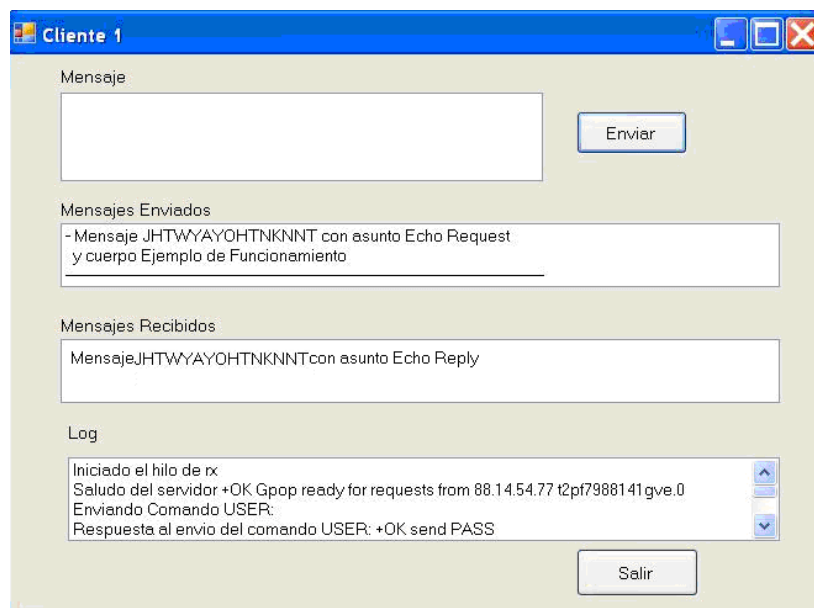 Cliente 1
Mensaje
Enviar
Mensajes Enviados
- Mensaje JHTWYAYOHTNKNNT con asunto Echo Request
y cuerpo Ejemplo de Funcionamiento
Mensajes Recibidos
MensajeJHTWYAYOHTNKNNTcon asunto Echo Reply
Log
Iniciado el hilo de rx
Saludo del servidor +OK Gpop ready for requests from 88.14.54.77 t2pf7988141gve.0
Enviando Comando USER:
Respuesta al envio del comando USER: +OK send PASS
Salir